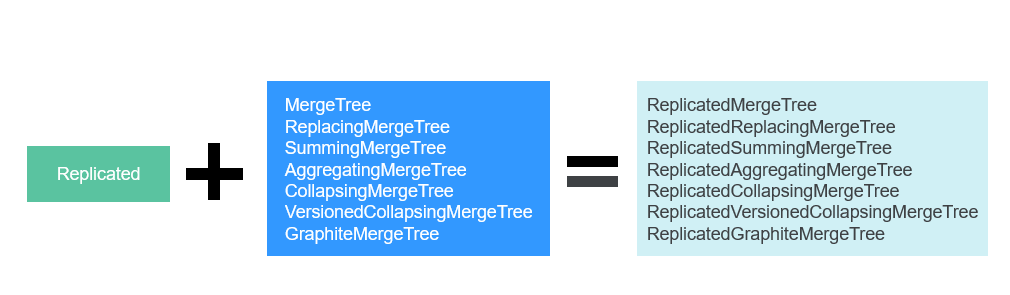 Replicated
MergeTree
ReplacingMergeTree
SummingMergeTree
AggregatingMergeTree
CollapsingMergeTree
VersionedCollapsingMergeTree
GraphiteMergeTree
ReplicatedMergeTree
ReplicatedReplacingMergeTree
ReplicatedSummingMergeTree
ReplicatedAggregatingMergeTree
ReplicatedCollapsingMergeTree
ReplicatedVersionedCollapsingMergeTree
ReplicatedGraphiteMergeTree